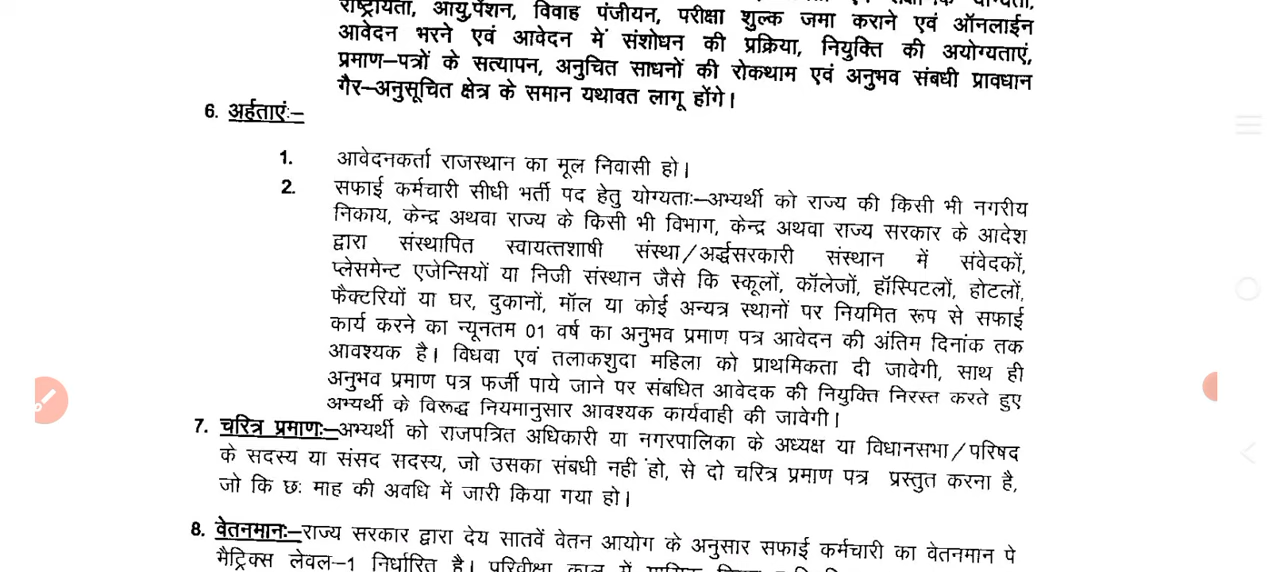 राष्ट्रीयता, आयु,पेंशन, विवाह पंजीयन, परीक्षा शुल्क जमा कराने एवं ऑनलाईन
आवेदन भरने एवं आवेदन में संशोधन की प्रक्रिया, नियुक्ति की अयोग्यताएं,
प्रमाण–पत्रों के सत्यापन, अनुचित साधनों की रोकथाम एवं अनुभव संबधी प्रावधान
गैर–अनुसूचित क्षेत्र के समान यथावत लागू होंगे।
6. अर्हताएंः–
1. आवेदनकर्ता राजस्थान का मूल निवासी हो।
2. सफाई कर्मचारी सीधी भर्ती पद हेतु योग्यताः–अभ्यर्थी को राज्य की किसी भी नगरीय
निकाय, केन्द्र अथवा राज्य के किसी भी विभाग, केन्द्र अथवा राज्य सरकार के आदेश
द्वारा संस्थापित स्वायत्तशाषी संस्था/अर्द्धसरकारी संस्थान में संवेदकों,
प्लेसमेन्ट एजेन्सियों या निजी संस्थान जैसे कि स्कूलों, कॉलेजों, हॉस्पिटलों, होटलों,
फैक्टरियों या घर, दुकानों, मॉल या कोई अन्यत्र स्थानों पर नियमित रूप से सफाई
कार्य करने का न्यूनतम 01 वर्ष का अनुभव प्रमाण पत्र आवेदन की अंतिम दिनांक तक
आवश्यक है। विधवा एवं तलाकशुदा महिला को प्राथमिकता दी जावेगी, साथ ही
अनुभव प्रमाण पत्र फर्जी पाये जाने पर संबधित आवेदक की नियुक्ति निरस्त करते हुए
अभ्यर्थी के विरूद्ध नियमानुसार आवश्यक कार्यवाही की जावेगी।
7. चरित्र प्रमाणः–अभ्यर्थी को राजपत्रित अधिकारी या नगरपालिका के अध्यक्ष या विधानसभा/परिषद
के सदस्य या संसद सदस्य, जो उसका संबधी नही हो, से दो चरित्र प्रमाण पत्र प्रस्तुत करना है,
जो कि छः माह की अवधि में जारी किया गया हो।
8. वेतनमानः–राज्य सरकार द्वारा देय सातवें वेतन आयोग के अनुसार सफाई कर्मचारी का वेतनमान पे
मैट्रिक्स लेवल–1 निर्धारित है। परिवीक्षा काल में